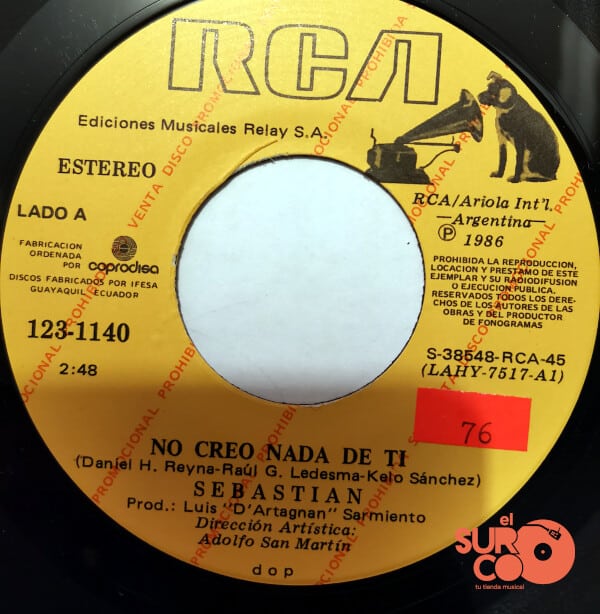 RCA
Ediciones Musicales Relay S.A.
ESTEREO
LADO A
FABRICACION
ORDENADA
POR coprodisa
DISCOS FABRICADOS POR IFESA
GUAYAQUIL ECUADOR
123-1140
2:48
RCA/Ariola Int'l.
—Argentina—
Ⓟ 1986
PROHIBIDA LA REPRODUCCION,
LOCACION Y PRESTAMO DE ESTE
EJEMPLAR Y SU RADIODIFUSION
O EJECUCION PUBLICA.
RESERVADOS TODOS LOS DERE-
CHOS DE LOS AUTORES DE LAS
OBRAS Y DEL PRODUCTOR
DE FONOGRAMAS
S-38548-RCA-45
(LAHY-7517-A1)
76
VENTA DISCO PROMOCIONAL PROHIBIDA
NO CREO NADA DE TI
(Daniel H. Reyna-Raúl G. Ledesma-Kelo Sánchez)
SEBASTIAN
Prod.: Luis "D'Artagnan" Sarmiento
Dirección Artística:
Adolfo San Martín
dop
el
SURCO
tu tienda musical